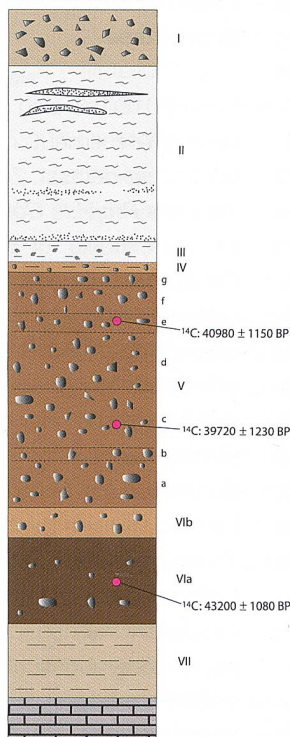 I
II
III
IV
g
f
e
¹⁴C: 40980 ± 1150 BP
d
V
c
¹⁴C: 39720 ± 1230 BP
b
a
VIb
VIa
¹⁴C: 43200 ± 1080 BP
VII